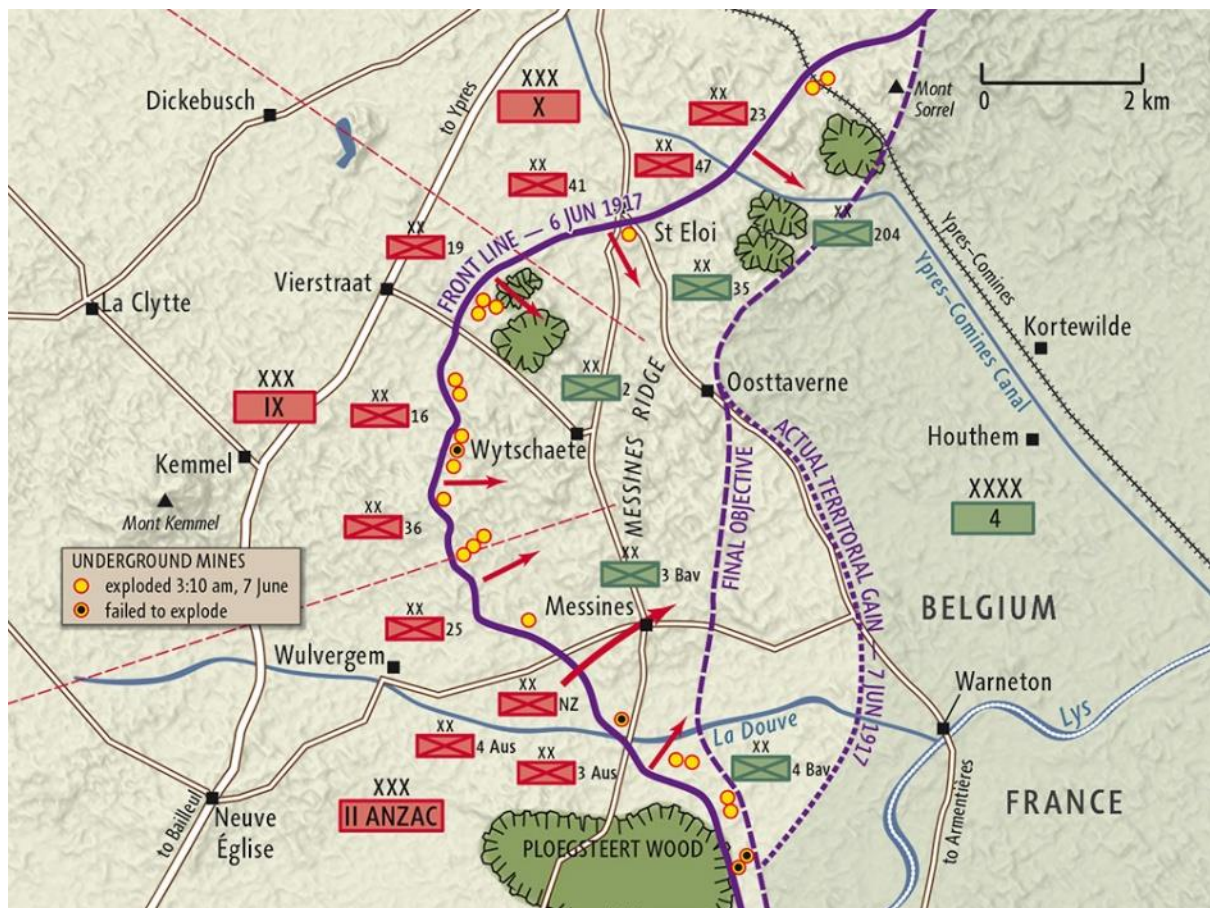 Dickebusch
to Ypres
XXX
X
XX
23
Mont
Sorrel
0
2 km
XX
47
XX
41
XX
19
FRONT LINE — 6 JUN 1917
St Eloi
XX
204
Vierstraat
XX
35
Ypres–Comines
Ypres–Comines Canal
La Clytte
Kortewilde
XX
2
MESSINES RIDGE
Oosttaverne
XXX
IX
XX
16
Wytschaete
Houthem
Kemmel
Mont Kemmel
FINAL OBJECTIVE
ACTUAL TERRITORIAL GAIN — 7 JUN 1917
XXXX
4
XX
36
UNDERGROUND MINES
exploded 3:10 am, 7 June
failed to explode
XX
3 Bav
Messines
BELGIUM
XX
25
Wulvergem
Warneton
XX
NZ
Lys
La Douve
XX
4 Aus
XX
3 Aus
XX
4 Bav
XXX
II ANZAC
FRANCE
to Bailleul
Neuve
Église
PLOEGSTEERT WOOD
to Armentières